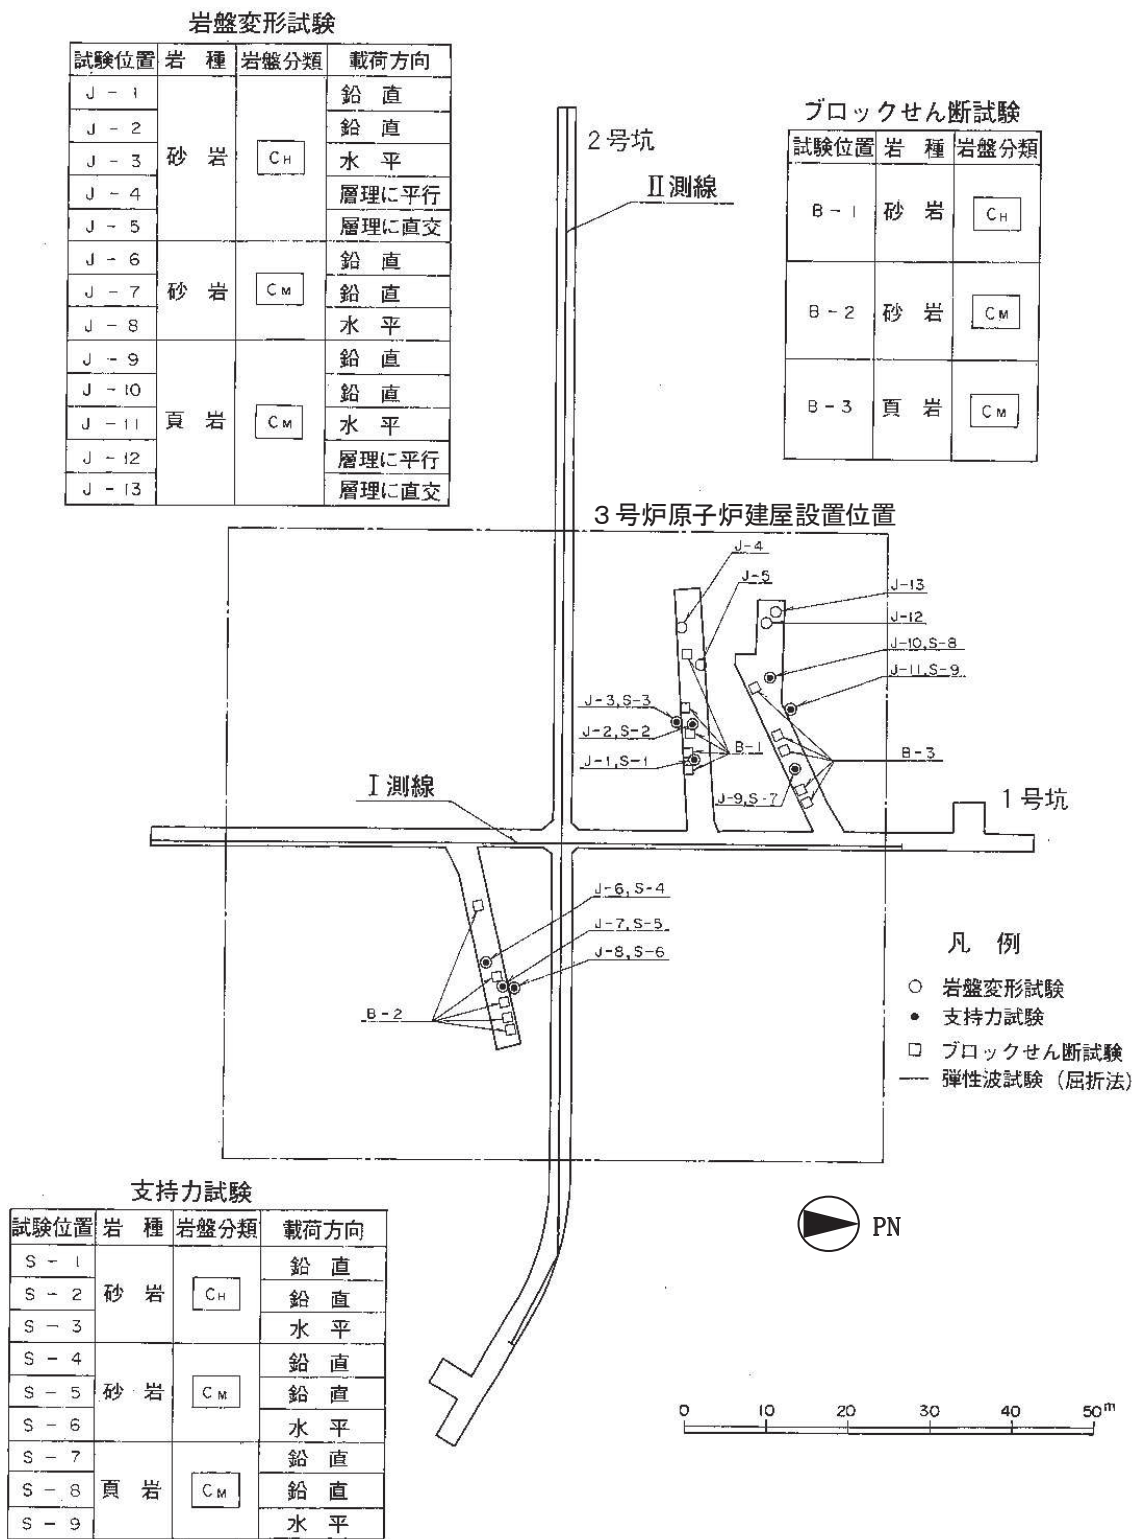 岩盤変形試験
試験位置 岩種 岩盤分類 載荷方向
J - 1 鉛直
J - 2 鉛直
J - 3 砂岩 CH 水平
J - 4 層理に平行
J - 5 層理に直交
J - 6 鉛直
J - 7 砂岩 CM 鉛直
J - 8 水平
J - 9 鉛直
J - 10 鉛直
J - 11 頁岩 CM 水平
J - 12 層理に平行
J - 13 層理に直交
ブロックせん断試験
試験位置 岩種 岩盤分類
B - 1 砂岩 CH
B - 2 砂岩 CM
B - 3 頁岩 CM
2号坑
Ⅱ測線
3号炉原子炉建屋設置位置
J-4
J-5
J-13
J-12
J-10,S-8
J-11,S-9
J-3,S-3
J-2,S-2
J-1,S-1
B-1
B-3
J-9,S-7
Ⅰ測線
1号坑
J-6,S-4
J-7,S-5
J-8,S-6
B-2
凡例
岩盤変形試験
支持力試験
ブロックせん断試験
弾性波試験(屈折法)
PN
支持力試験
試験位置 岩種 岩盤分類 載荷方向
S - 1 鉛直
S - 2 砂岩 CH 鉛直
S - 3 水平
S - 4 鉛直
S - 5 砂岩 CM 鉛直
S - 6 水平
S - 7 鉛直
S - 8 頁岩 CM 鉛直
S - 9 水平
0 10 20 30 40 50m